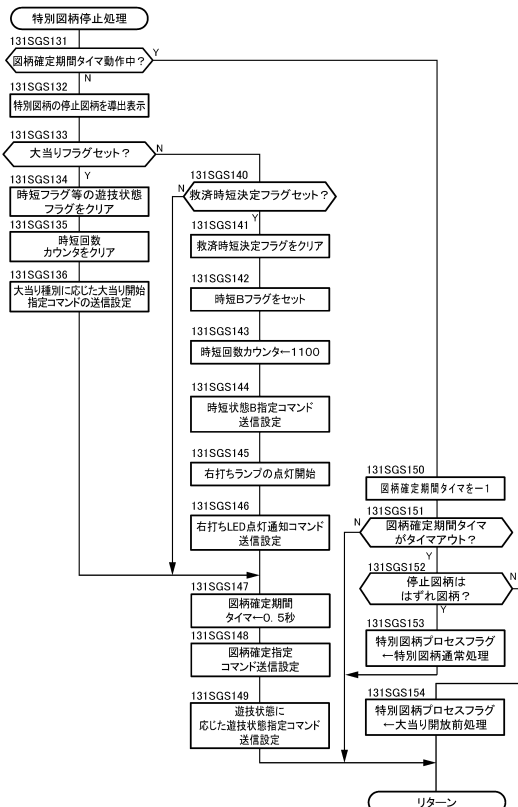 特別図柄停止処理
131SGS131
図柄確定期間タイマ動作中？
Y
N
131SGS132
特別図柄の停止図柄を導出表示
131SGS133
大当りフラグセット？
N
Y
131SGS134
時短フラグ等の遊技状態
フラグをクリア
131SGS135
時短回数
カウンタをクリア
131SGS136
大当り種別に応じた大当り開始
指定コマンドの送信設定
131SGS140
救済時短決定フラグセット？
N
Y
131SGS141
救済時短決定フラグをクリア
131SGS142
時短Bフラグをセット
131SGS143
時短回数カウンタ←1100
131SGS144
時短状態B指定コマンド
送信設定
131SGS145
右打ちランプの点灯開始
131SGS146
右打ちLED点灯通知コマンド
送信設定
131SGS147
図柄確定期間
タイマ←0．5秒
131SGS148
図柄確定指定
コマンド送信設定
131SGS149
遊技状態に
応じた遊技状態指定コマンド
送信設定
131SGS150
図柄確定期間タイマをー1
131SGS151
図柄確定期間タイマ
がタイマアウト？
N
Y
131SGS152
停止図柄は
はずれ図柄？
N
Y
131SGS153
特別図柄プロセスフラグ
←特別図柄通常処理
131SGS154
特別図柄プロセスフラグ
←大当り開放前処理
リターン